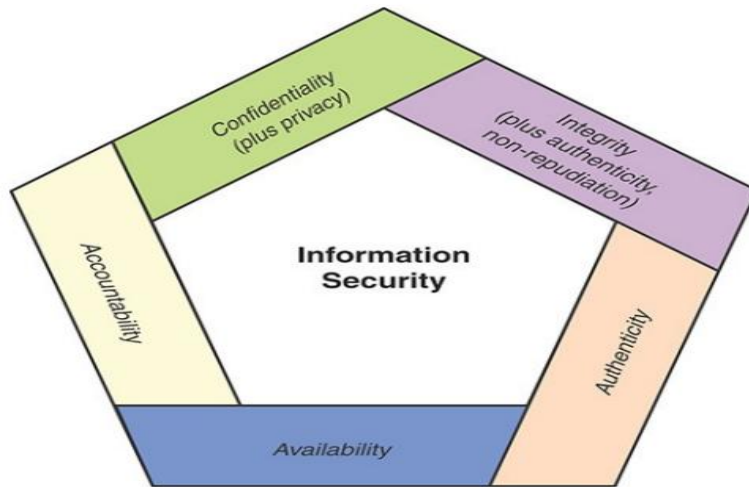 Confidentiality
(plus privacy)
Integrity
(plus authenticity,
non-repudiation)
Accountability
Information
Security
Authenticity
Availability